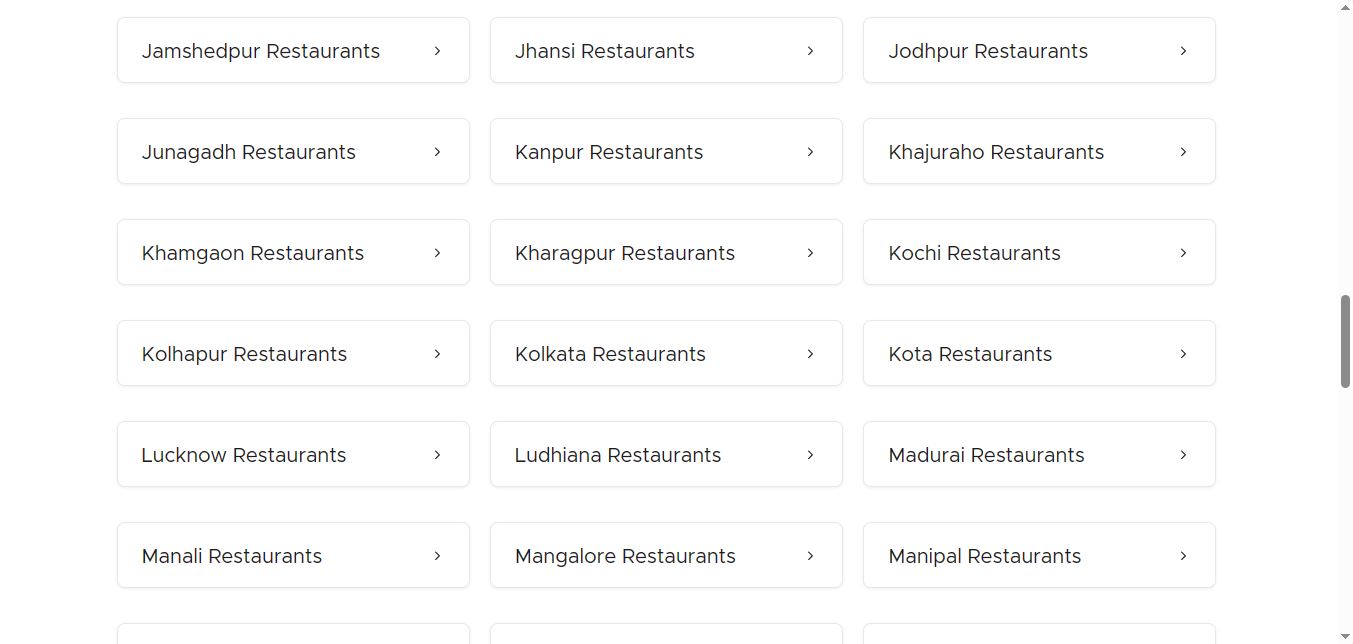 Jamshedpur Restaurants
Jhansi Restaurants
Jodhpur Restaurants
Junagadh Restaurants
Kanpur Restaurants
Khajuraho Restaurants
Khamgaon Restaurants
Kharagpur Restaurants
Kochi Restaurants
Kolhapur Restaurants
Kolkata Restaurants
Kota Restaurants
Lucknow Restaurants
Ludhiana Restaurants
Madurai Restaurants
Manali Restaurants
Mangalore Restaurants
Manipal Restaurants